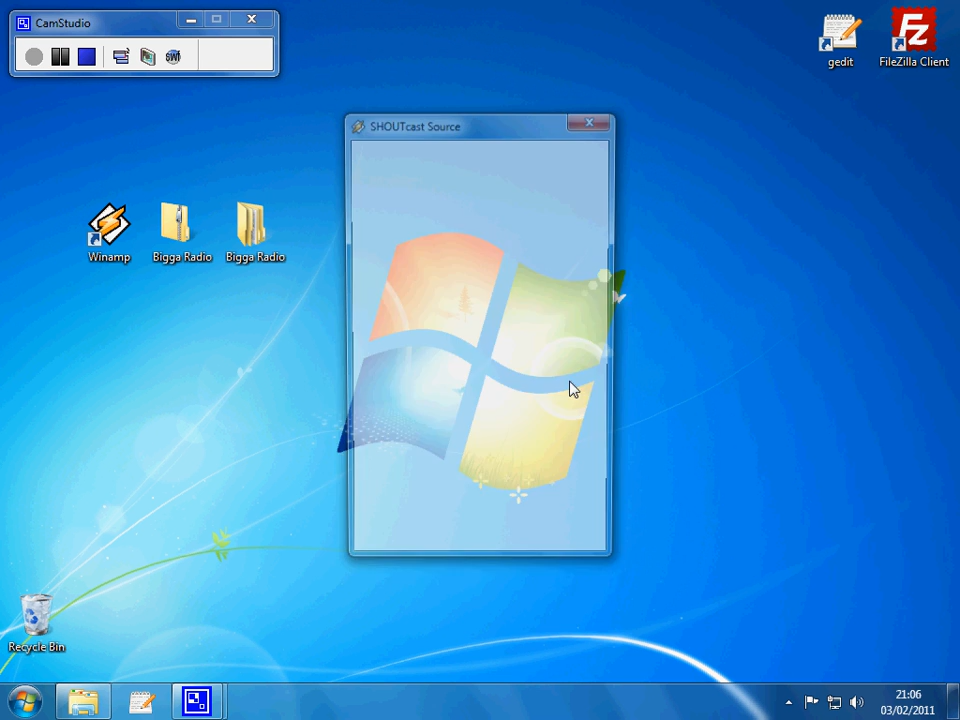 CamStudio
SWF
gedit
FileZilla Client
SHOUTcast Source
Winamp
Bigga Radio
Bigga Radio
Recycle Bin
21:06
03/02/2011